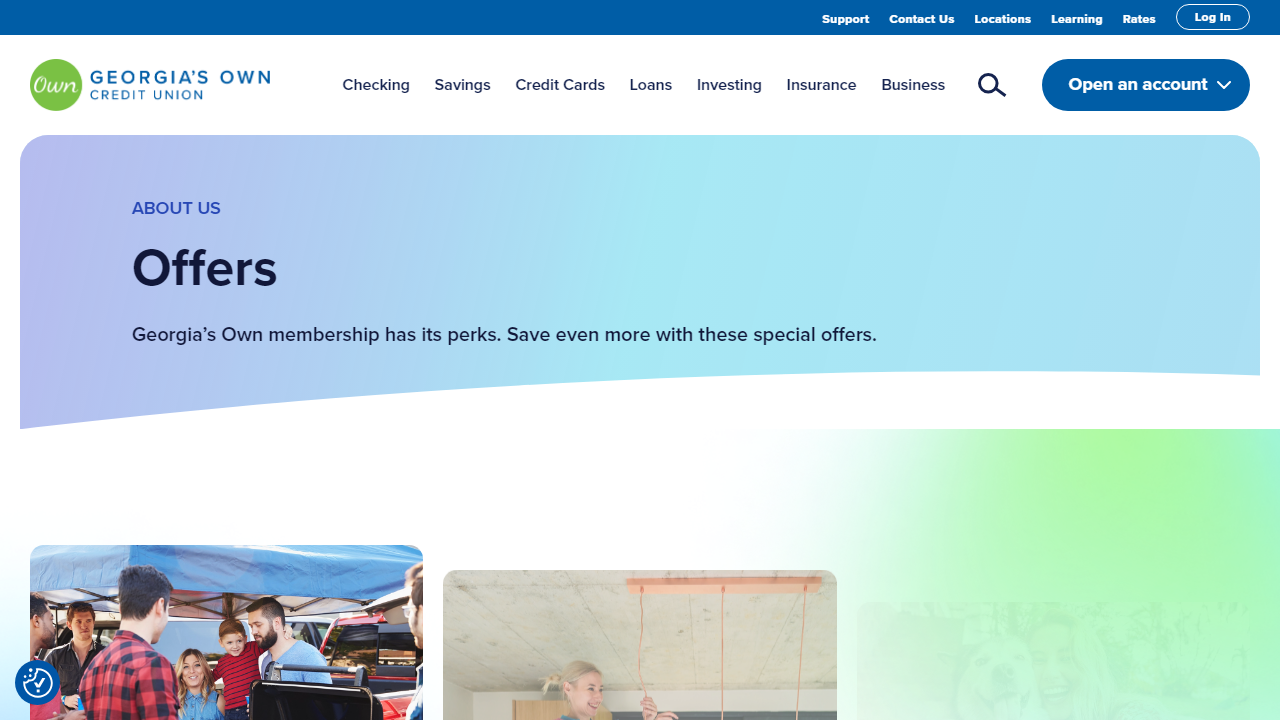 Support Contact Us Locations Learning Rates Log In
Own GEORGIA'S OWN
CREDIT UNION
Checking Savings Credit Cards Loans Investing Insurance Business Open an account
ABOUT US
Offers
Georgia’s Own membership has its perks. Save even more with these special offers.